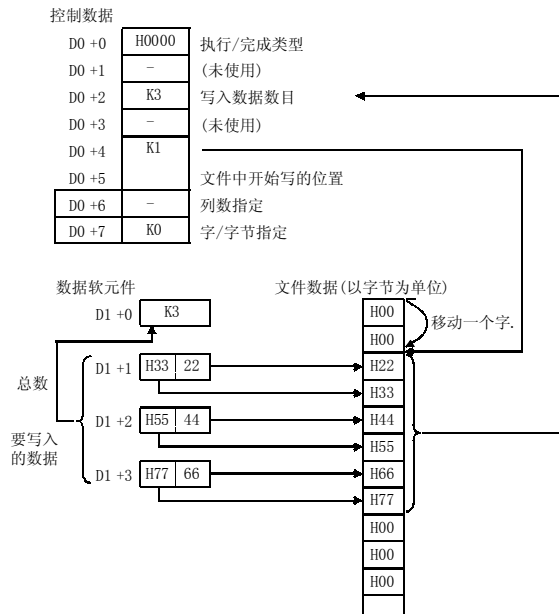 控制数据
D0 +0 H0000 执行/完成类型
D0 +1 － (未使用)
D0 +2 K3 写入数据数目
D0 +3 － (未使用)
D0 +4 K1
D0 +5 文件中开始写的位置
D0 +6 － 列数指定
D0 +7 K0 字/字节指定
数据软元件 文件数据(以字节为单位)
D1 +0 K3 H00
移动一个字.
H00
D1 +1 H33 22 H22
总数 H33
D1 +2 H55 44 H44
要写入
的数据
H55
D1 +3 H77 66 H66
H77
H00
H00
H00